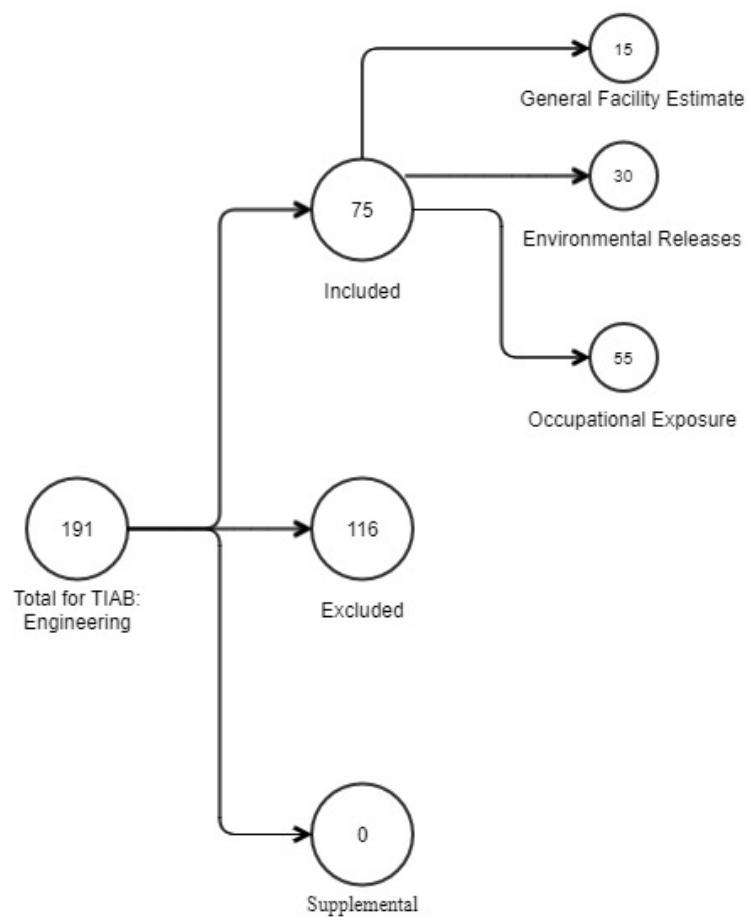 15
General Facility Estimate
30
Environmental Releases
75
Included
55
Occupational Exposure
191
Total for TIAB:
Engineering
116
Excluded
0
Supplemental